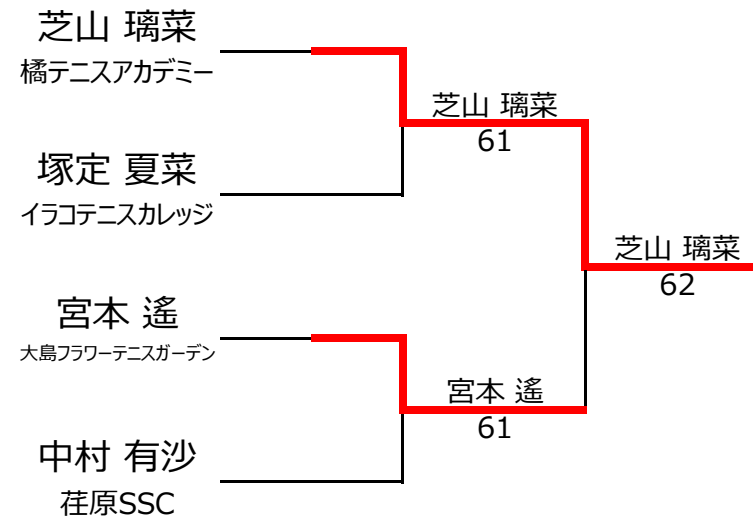 芝山 璃菜
橘テニスアカデミー
芝山 璃菜
61
塚定 夏菜
イラコテニスカレッジ
芝山 璃菜
62
宮本 遙
大島フラワーテニスガーデン
宮本 遙
61
中村 有沙
荏原SSC